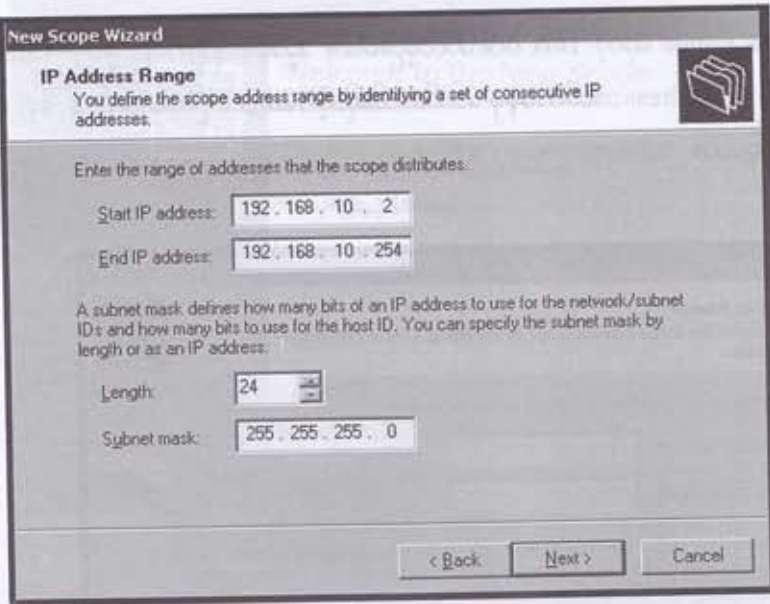 New Scope Wizard
IP Address Range
You define the scope address range by identifying a set of consecutive IP
addresses.
Enter the range of addresses that the scope distributes.
Start IP address: 192 . 168 . 10 . 2
End IP address: 192 . 168 . 10 . 254
A subnet mask defines how many bits of an IP address to use for the network/subnet
IDs and how many bits to use for the host ID. You can specify the subnet mask by
length or as an IP address.
Length: 24
Subnet mask: 255 . 255 . 255 . 0
< Back Next > Cancel